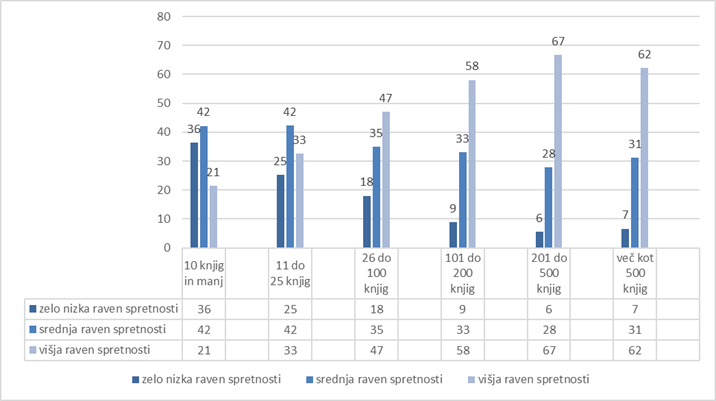 80
70
60
50
40
30
20
10
0
36 42 21
25 42 33
18 35 47
9 33 58
6 28 67
7 31 62
10 knjig in manj
11 do 25 knjig
26 do 100 knjig
101 do 200 knjig
201 do 500 knjig
več kot 500 knjig
zelo nizka raven spretnosti 36 25 18 9 6 7
srednja raven spretnosti 42 42 35 33 28 31
višja raven spretnosti 21 33 47 58 67 62
zelo nizka raven spretnosti srednja raven spretnosti višja raven spretnosti